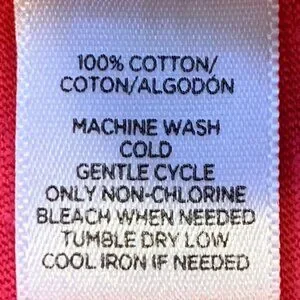 100% COTTON/
COTON/ALGODÓN
MACHINE WASH
COLD
GENTLE CYCLE
ONLY NON-CHLORINE
BLEACH WHEN NEEDED
TUMBLE DRY LOW
COOL IRON IF NEEDED